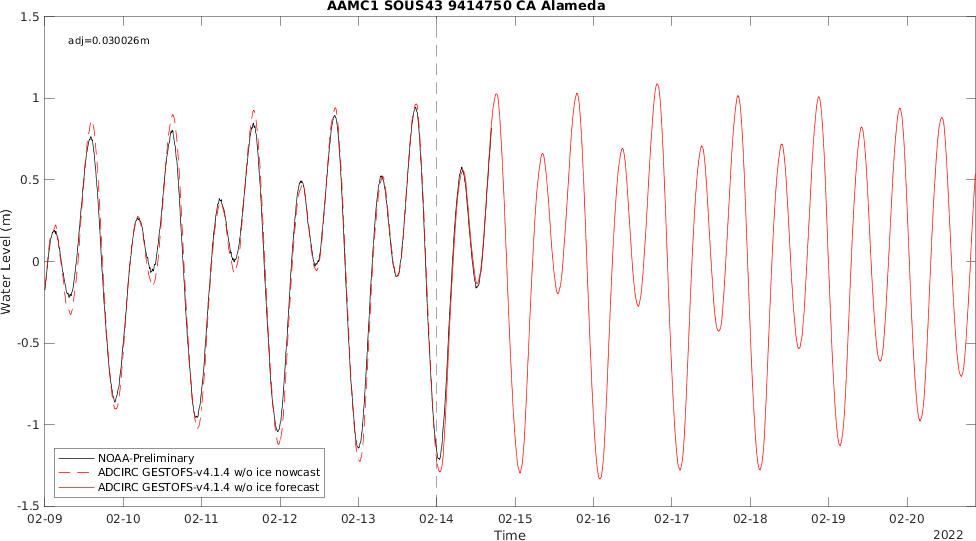 AAMC1 SOUS43 9414750 CA Alameda
1.5
adj=0.030026m
1
0.5
0
-0.5
-1
-1.5
Water Level (m)
NOAA-Preliminary
ADCIRC GESTOFS-v4.1.4 w/o ice nowcast
ADCIRC GESTOFS-v4.1.4 w/o ice forecast
02-09 02-10 02-11 02-12 02-13 02-14 02-15 02-16 02-17 02-18 02-19 02-20
Time
2022